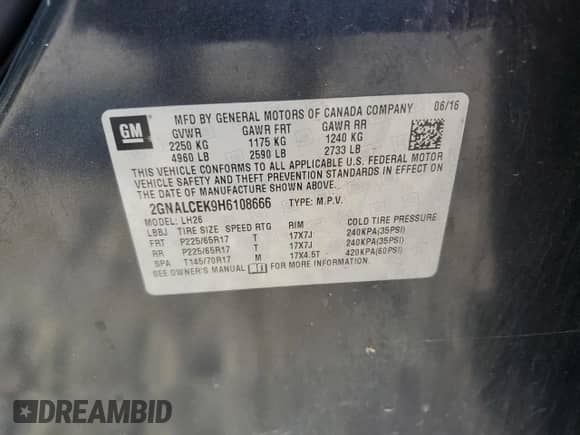 GM
MFD BY GENERAL MOTORS OF CANADA COMPANY 06/16
GVWR GAWR FRT GAWR RR
2250 KG 1175 KG 1240 KG
4960 LB 2590 LB 2733 LB
THIS VEHICLE CONFORMS TO ALL APPLICABLE U.S. FEDERAL MOTOR
VEHICLE SAFETY AND THEFT PREVENTION STANDARDS IN EFFECT ON
THE DATE OF MANUFACTURE SHOWN ABOVE.
2GNALCEK9H6108666 TYPE: M.P.V.
MODEL: LH26
LBBJ TIRE SIZE SPEED RTG RIM COLD TIRE PRESSURE
FRT P225/65R17 T 17X7J 240KPA(35PSI)
RR P225/65R17 T 17X7J 240KPA(35PSI)
SPA T145/70R17 M 17X4.5T 420KPA(60PSI)
SEE OWNER'S MANUAL FOR MORE INFORMATION.
DREAMBID